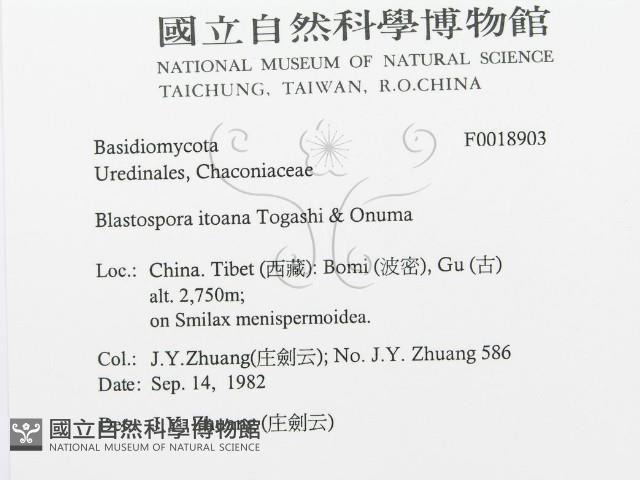 國立自然科學博物館
NATIONAL MUSEUM OF NATURAL SCIENCE
TAICHUNG, TAIWAN, R.O.CHINA
Basidiomycota F0018903
Uredinales, Chaconiaceae
Blastospora itoana Togashi & Onuma
Loc.: China. Tibet (西藏): Bomi (波密), Gu (古)
alt. 2,750m;
on Smilax menispermoidea.
Col.: J.Y.Zhuang(庄劍云); No. J.Y. Zhuang 586
Date: Sep. 14, 1982
J.Y. Zhuang(庄劍云)
國立自然科學博物館
NATIONAL MUSEUM OF NATURAL SCIENCE